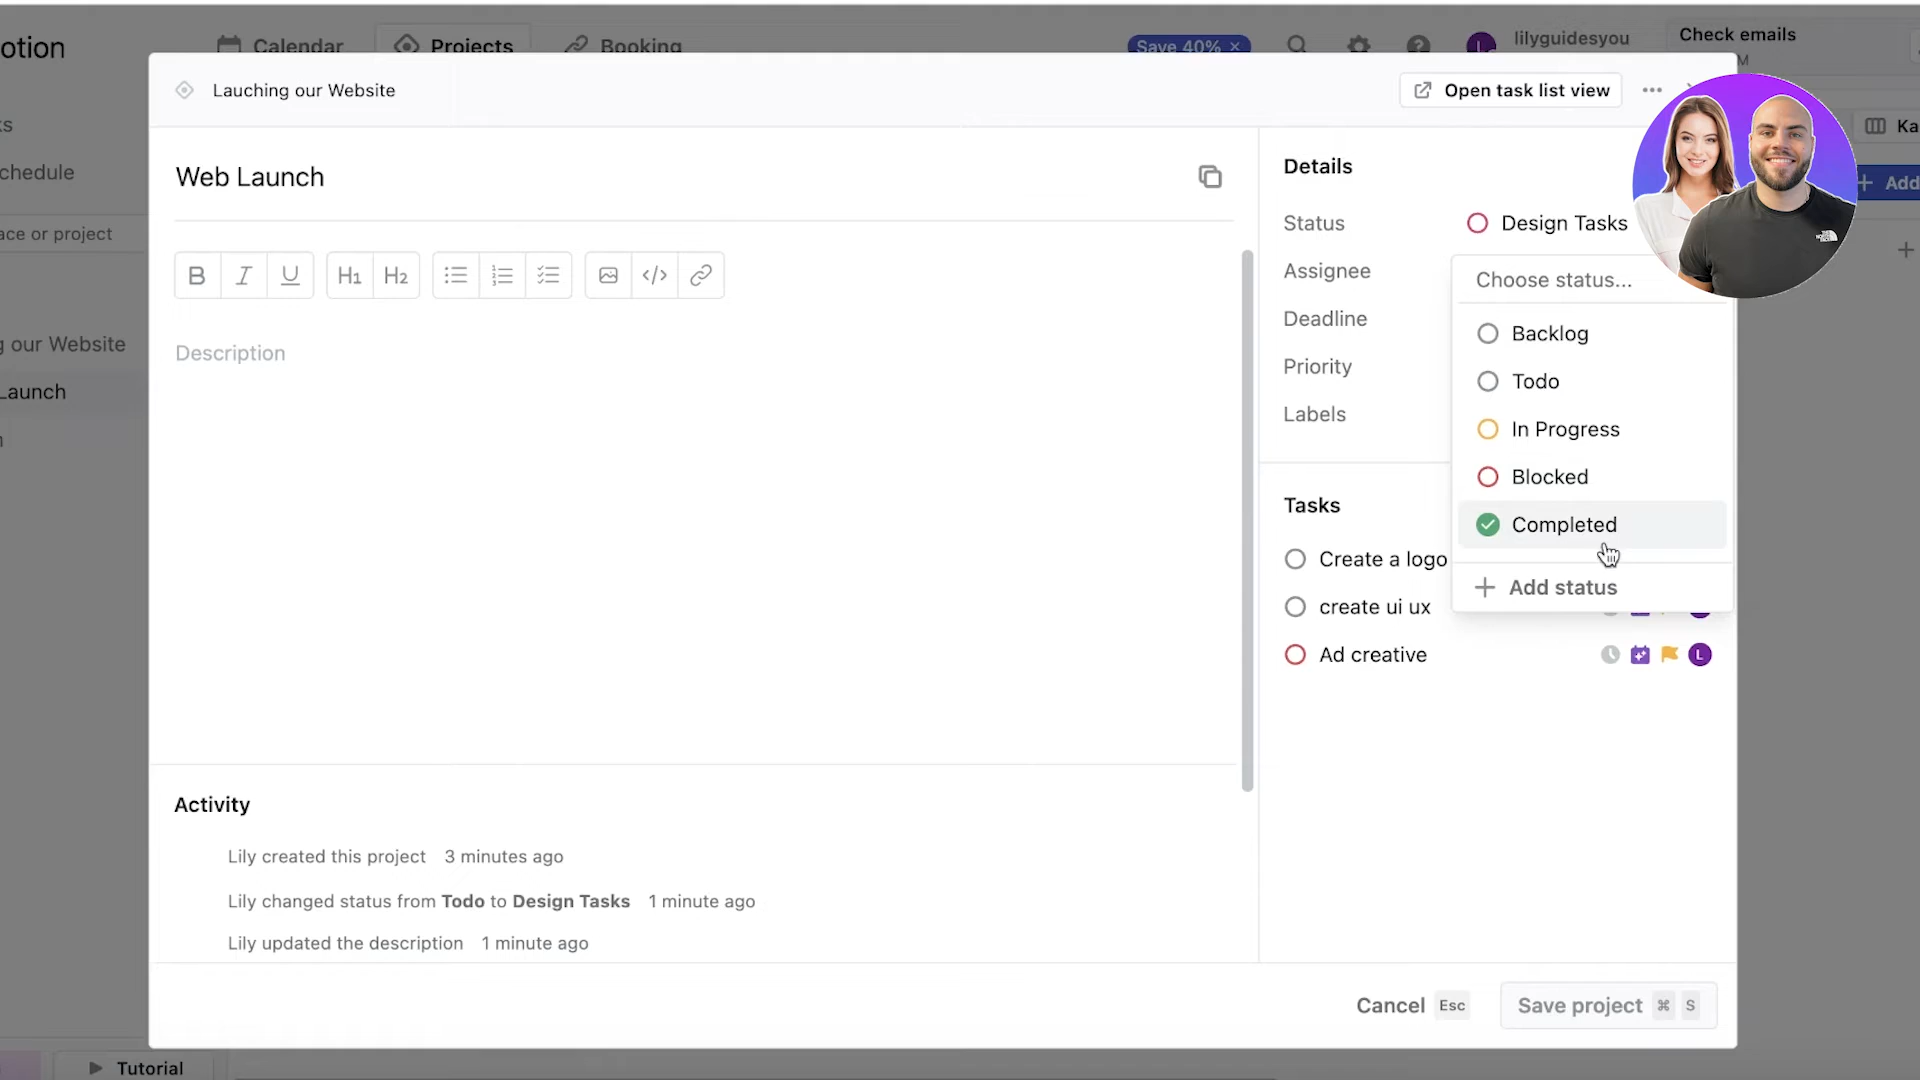 otion
Calendar
Projects
Booking
Save 40% ×
lilyguidesyou
Check emails
Lauching our Website
Open task list view
Ka
Add
chedule
ace or project
g our Website
Launch
Web Launch
B I U H1 H2
Description
Details
Status
Design Tasks
Assignee
Deadline
Priority
Labels
Choose status...
Backlog
Todo
In Progress
Blocked
Completed
+ Add status
Tasks
Create a logo
create ui ux
Ad creative
L
Activity
Lily created this project 3 minutes ago
Lily changed status from Todo to Design Tasks 1 minute ago
Lily updated the description 1 minute ago
Cancel Esc
Save project ⌘ S
Tutorial